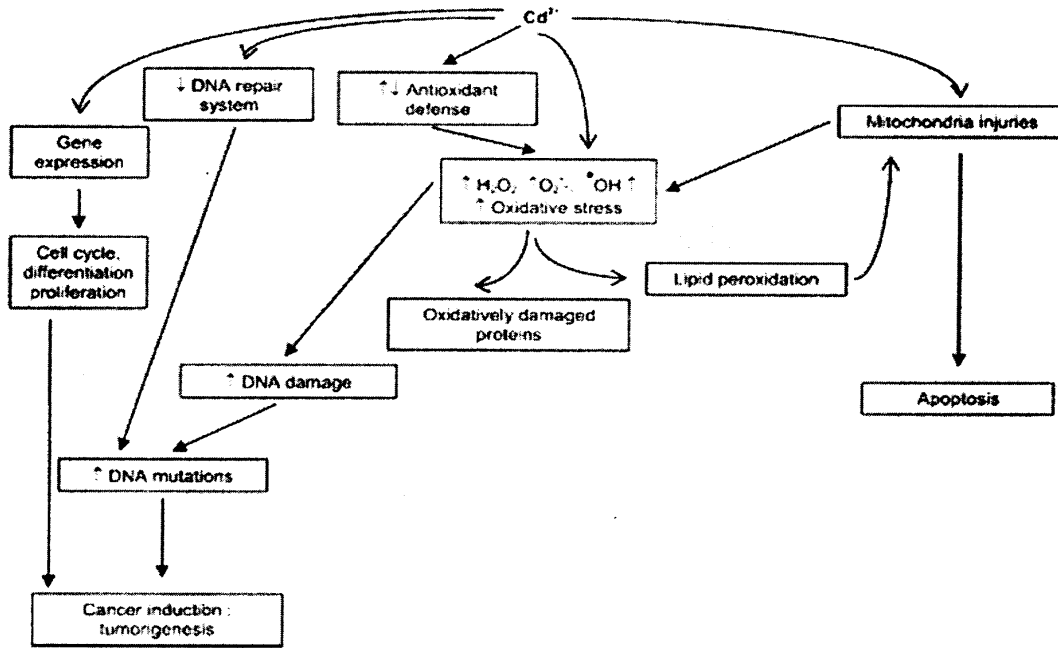 Cd²⁺
↓ DNA repair
system
↑↓ Antioxidant
defense
Mitochondria injuries
Gene
expression
↑ H₂O₂ ↑O₂ •OH ↑
↑ Oxidative stress
Cell cycle,
differentiation
proliferation
Lipid peroxidation
Oxidatively damaged
proteins
↑ DNA damage
Apoptosis
↑ DNA mutations
Cancer induction :
tumorigenesis